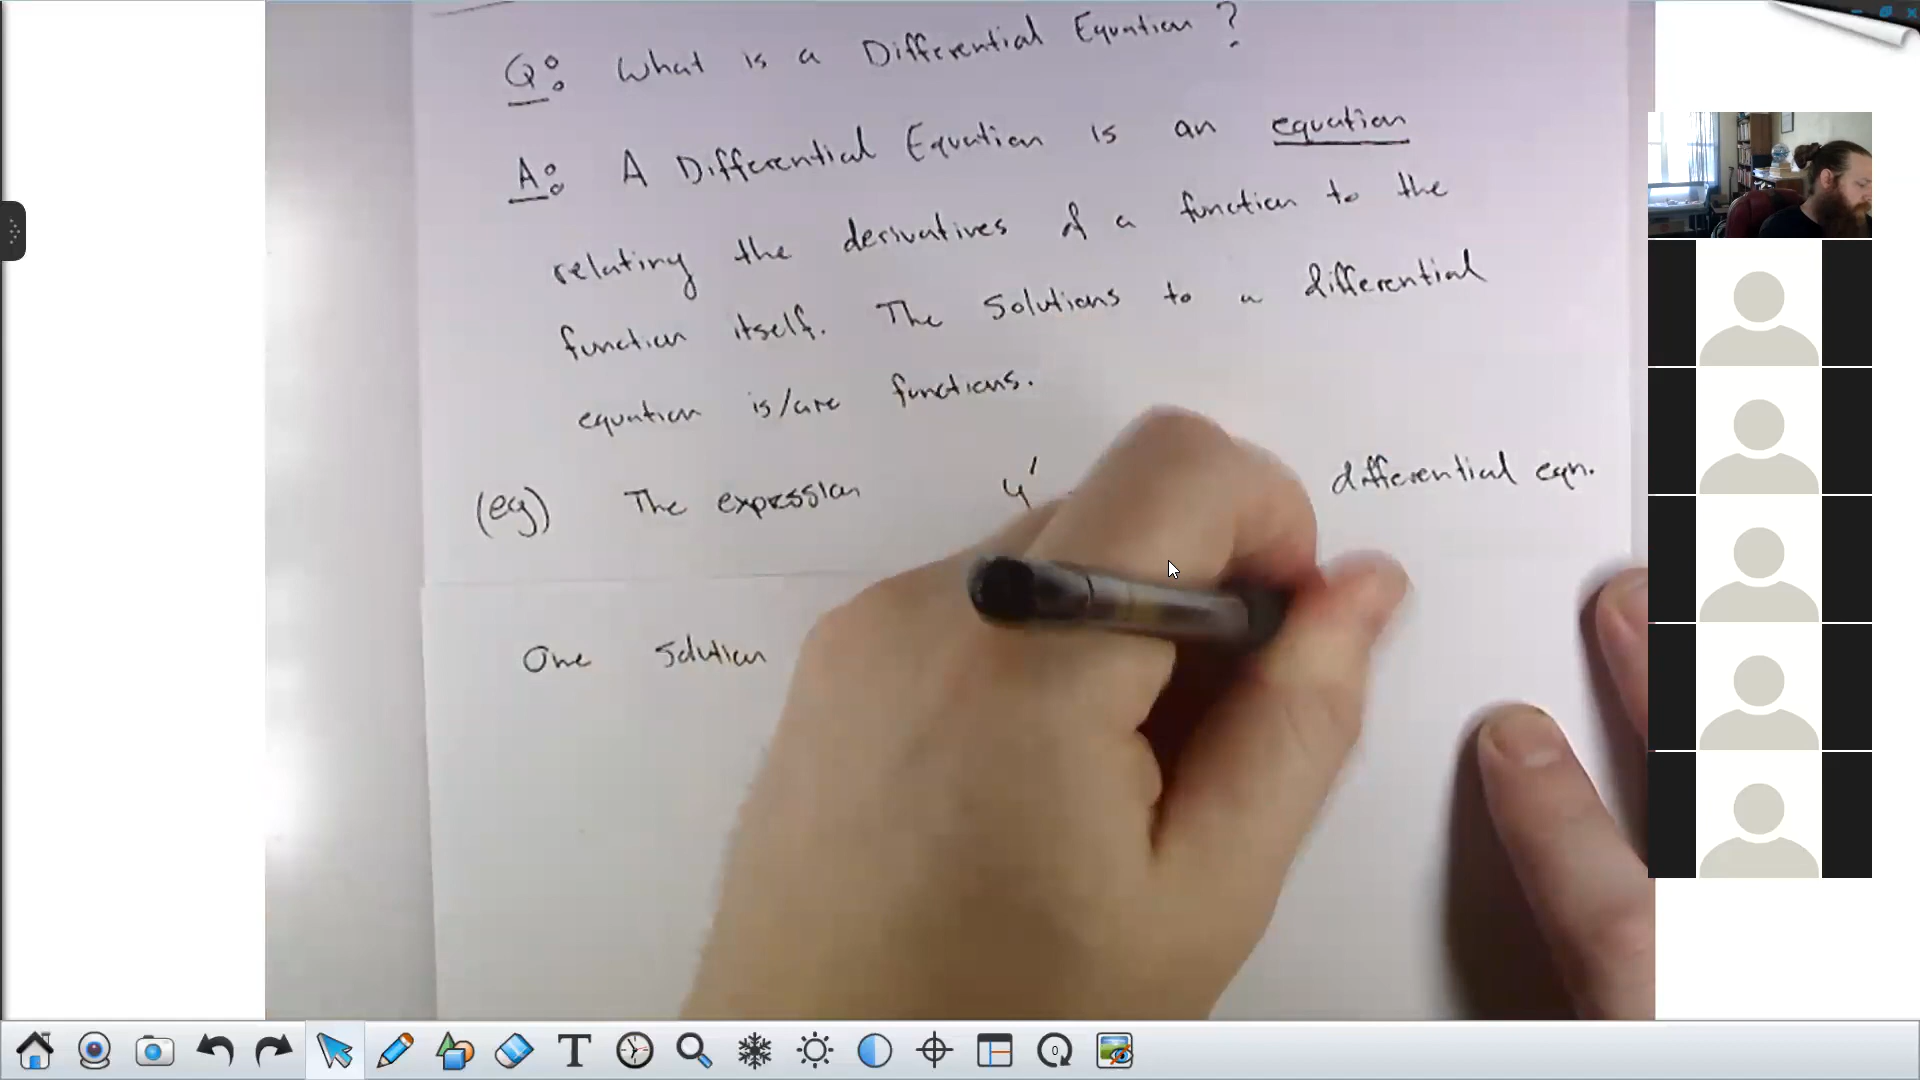 Q: What is a Differential Equation?
A: A Differential Equation is an equation
relating the derivatives of a function to the
function itself. The solutions to a differential
equation is/are functions.
(eg) The expression y' differential eqn.
One solution
T
0